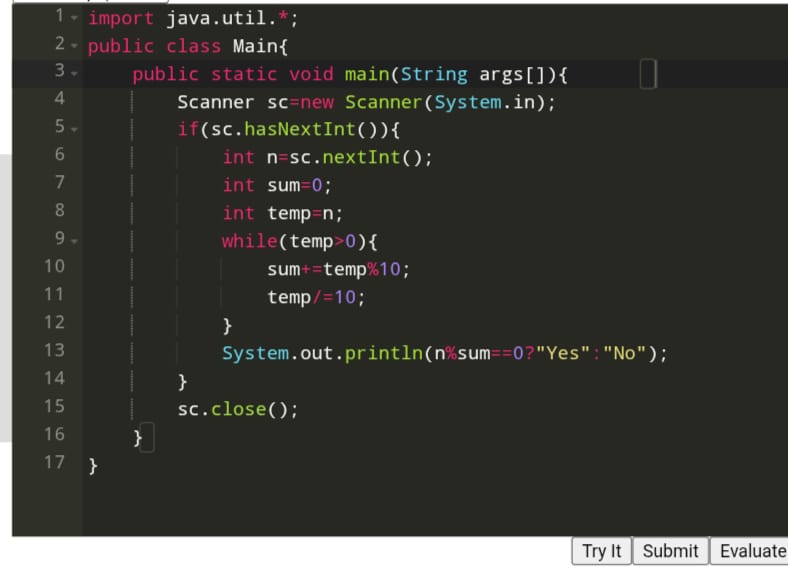 1 import java.util.*;
2 public class Main{
3 public static void main(String args[]){
4 Scanner sc=new Scanner(System.in);
5 if(sc.hasNextInt()){
6 int n=sc.nextInt();
7 int sum=0;
8 int temp=n;
9 while(temp>0){
10 sum+=temp%10;
11 temp/=10;
12 }
13 System.out.println(n%sum==0?"Yes":"No");
14 }
15 sc.close();
16 }
17 }
Try It Submit Evaluate